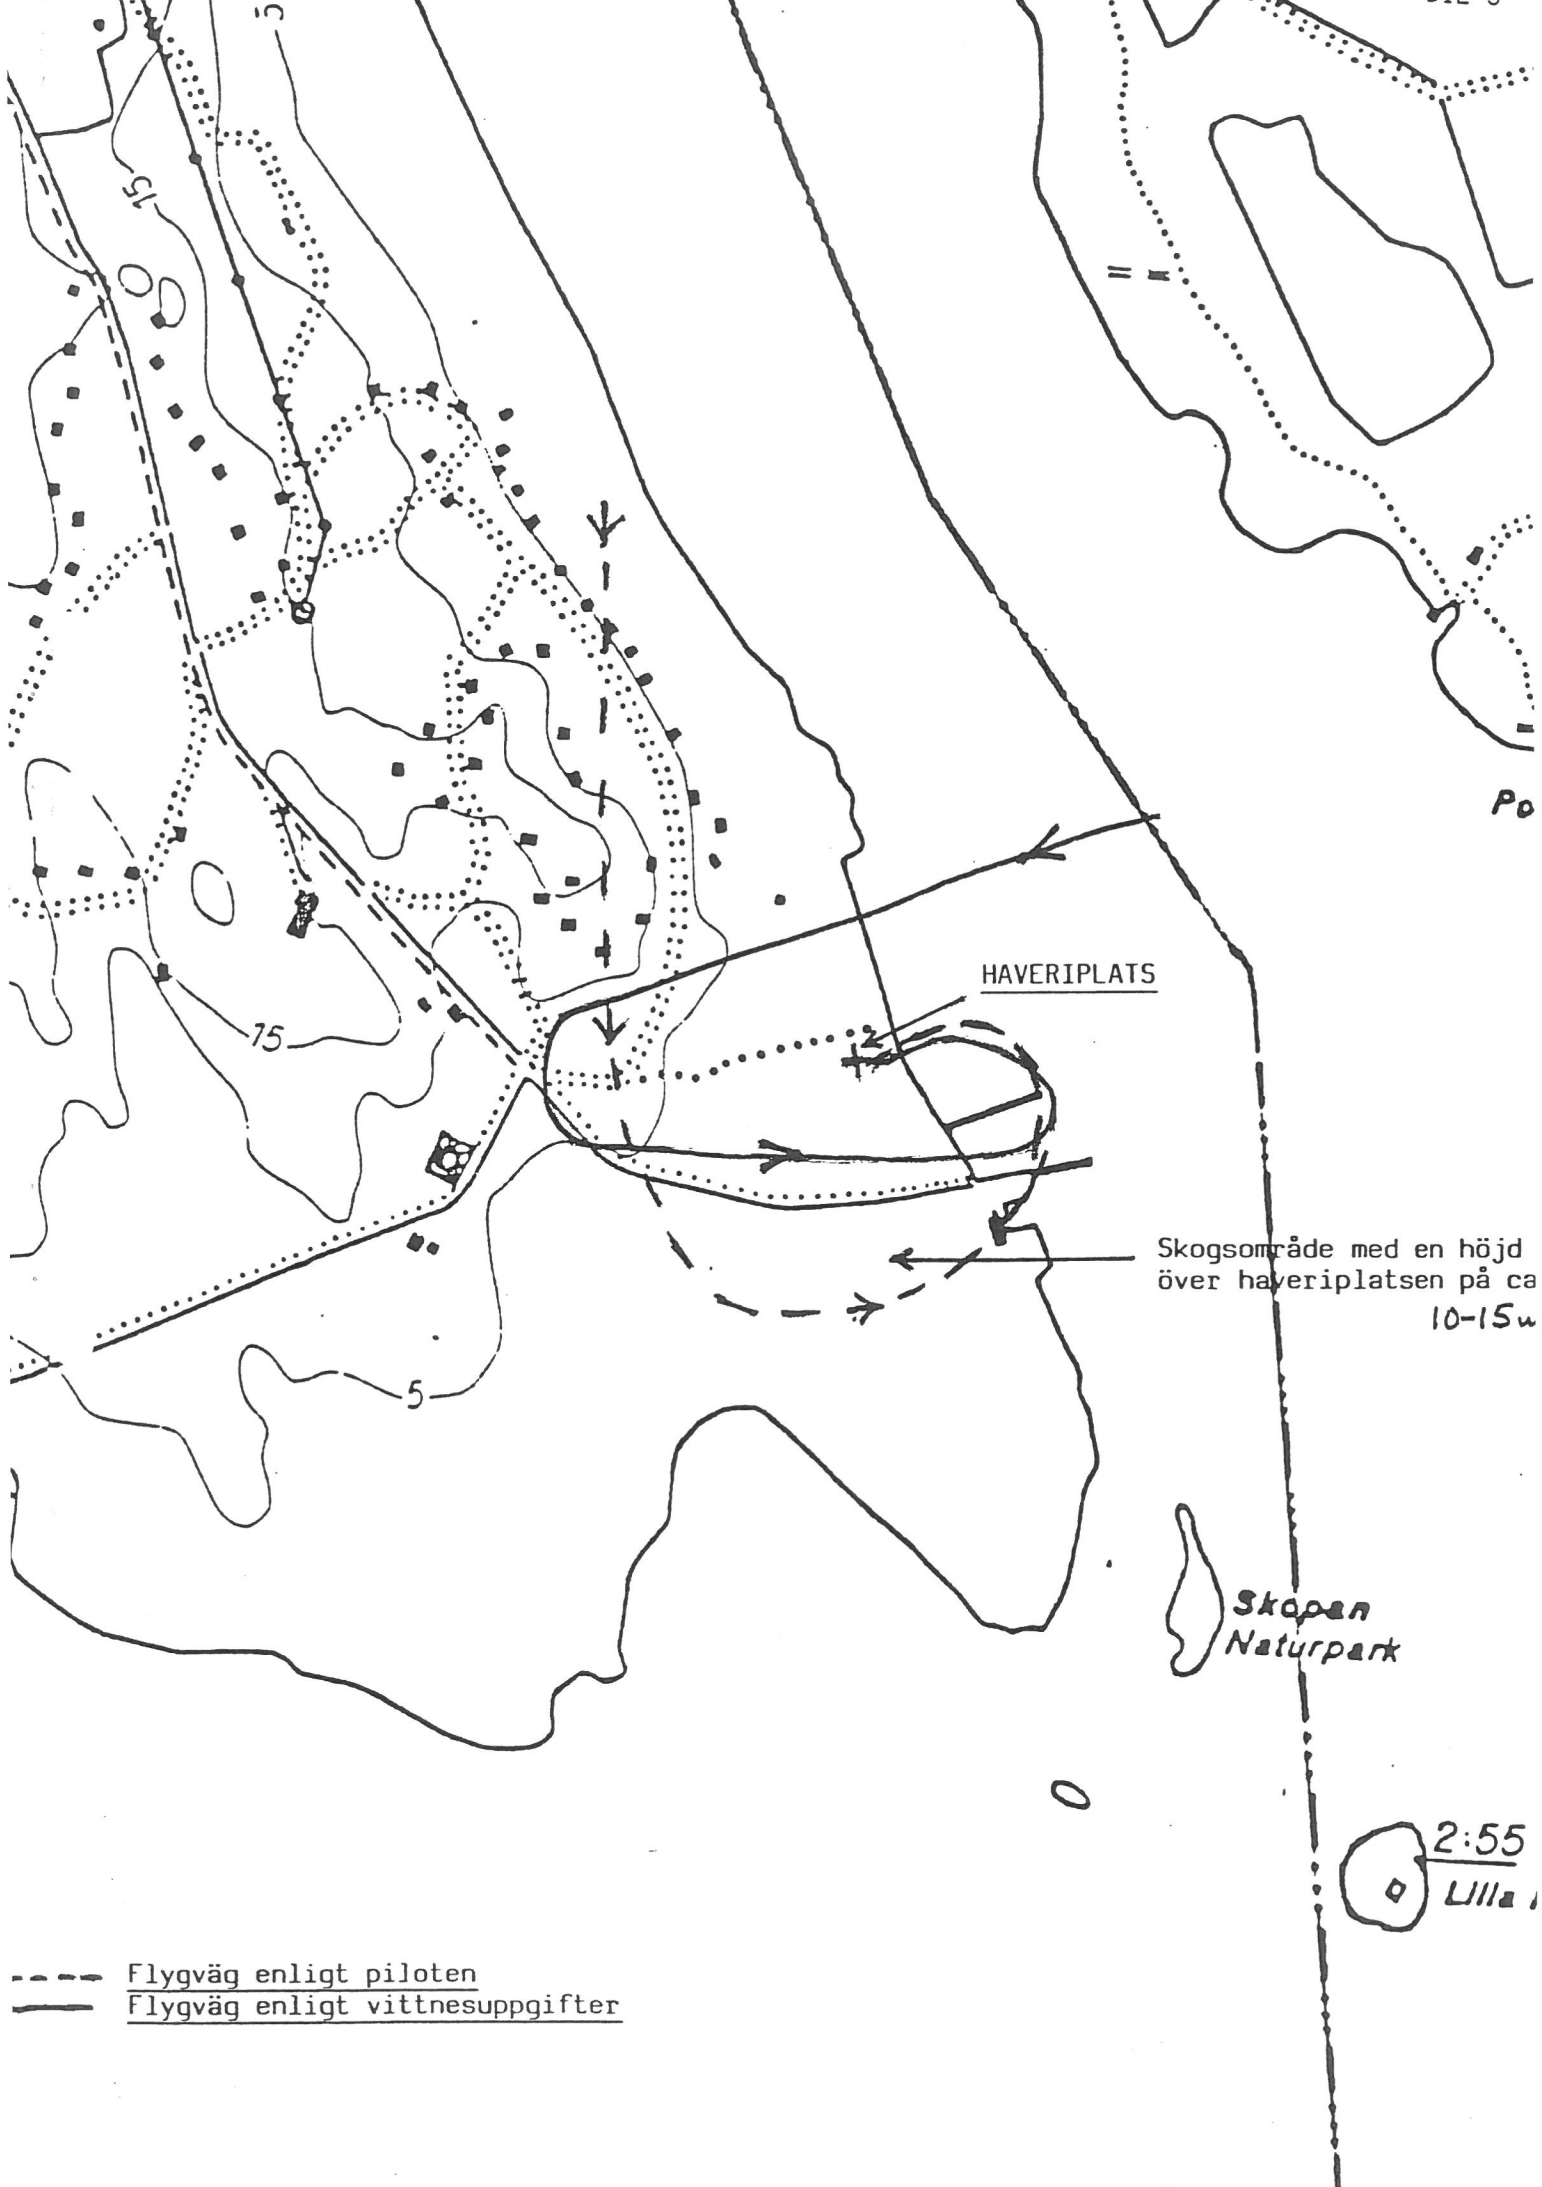 5
15
HAVERIPLATS
15
Skogsområde med en höjd
över haveriplatsen på ca
10-15
5
Skopan
Naturpark
2:55
Lilla
Flygväg enligt piloten
Flygväg enligt vittnesuppgifter